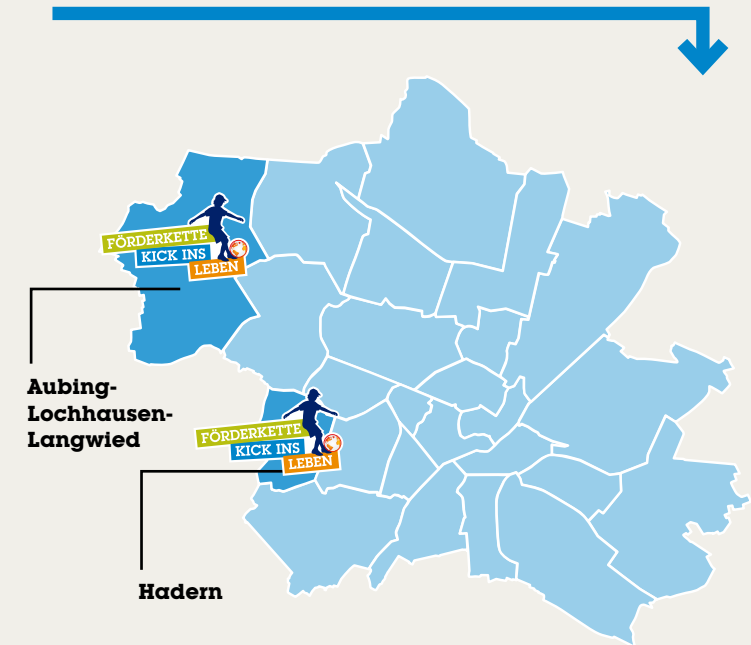 FÖRDERKETTE
KICK INS
LEBEN
Aubing-
Lochhausen-
Langwied
FÖRDERKETTE
KICK INS
LEBEN
Hadern